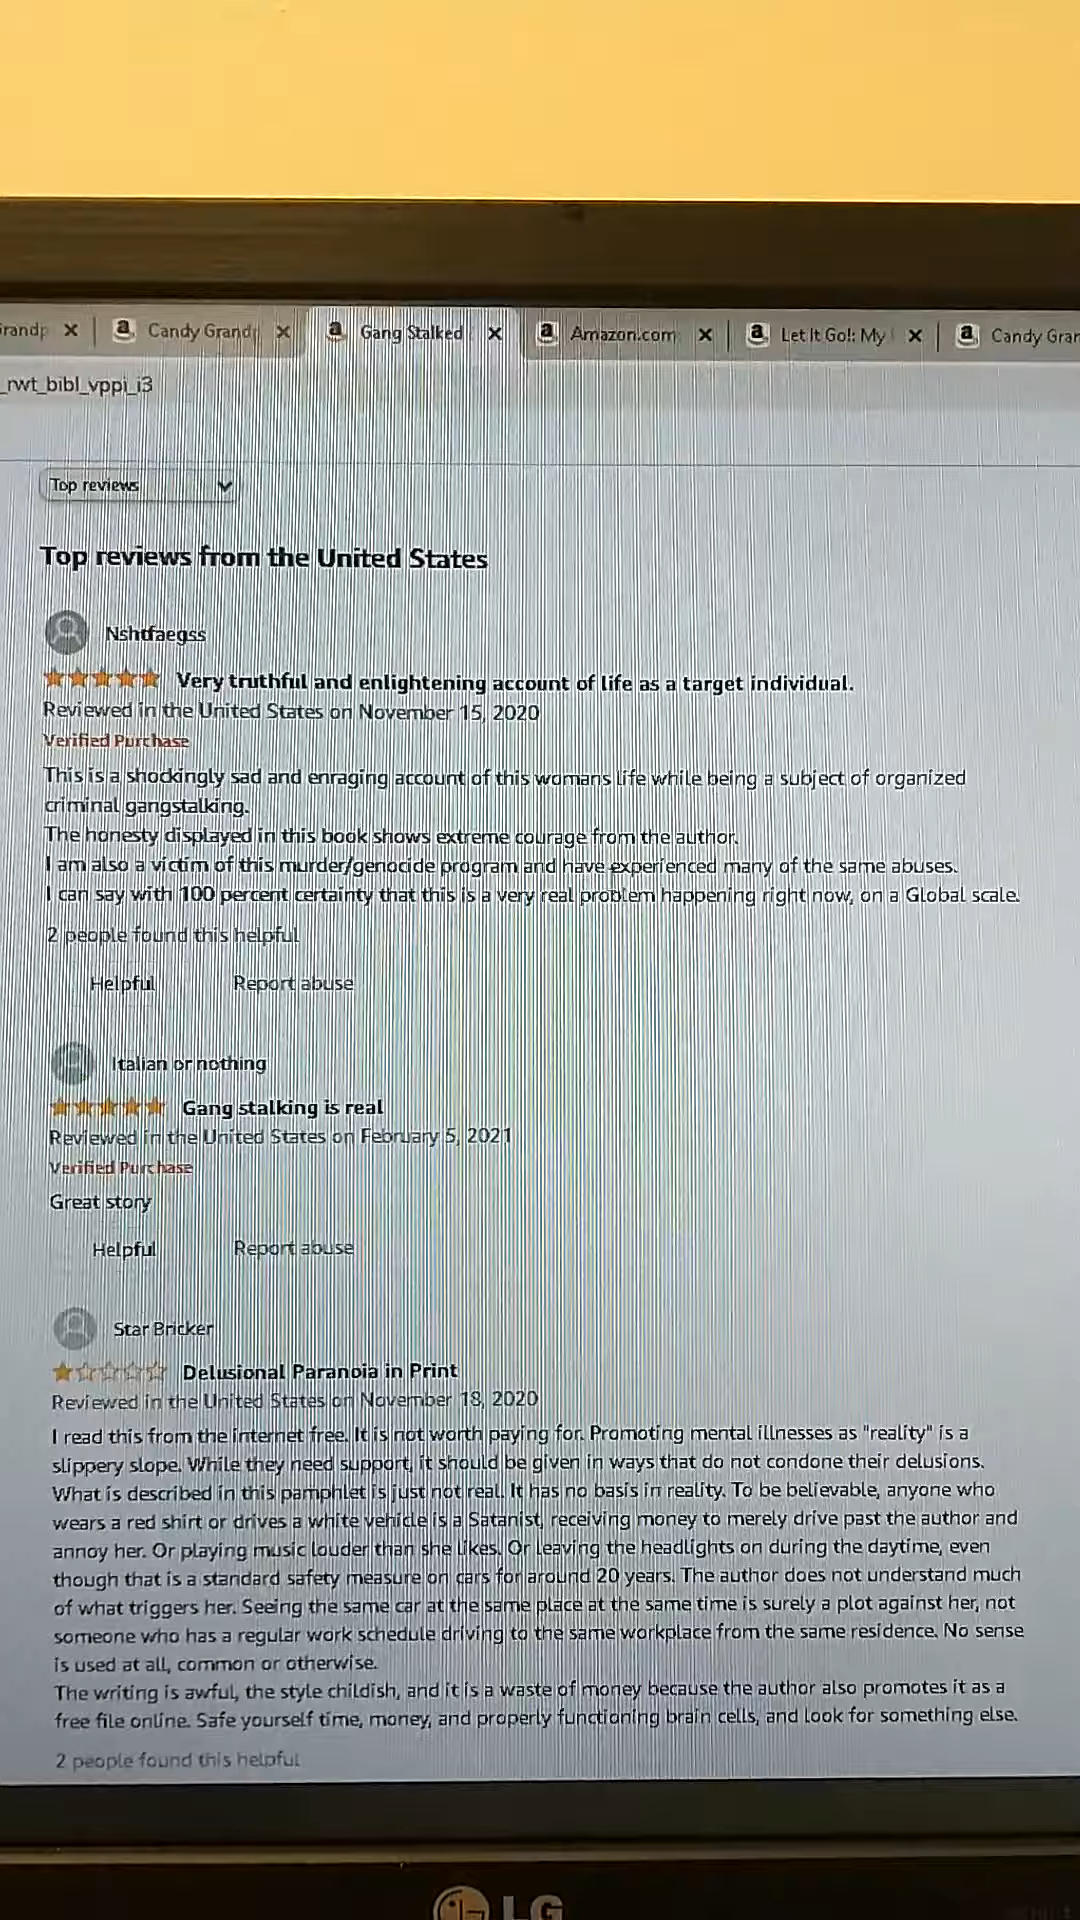 Grandp
Candy Grandp
Gang Stalked
Amazon.com
Let It Go!: My
Candy Gran
_rwt_bibl_vppi_i3
Top reviews
Top reviews from the United States
Nshtfaegss
Very truthful and enlightening account of life as a target individual.
Reviewed in the United States on November 15, 2020
Verified Purchase
This is a shockingly sad and enraging account of this womans life while being a subject of organized
criminal gangstalking.
The honesty displayed in this book shows extreme courage from the author.
I am also a victim of this murder/genocide program and have experienced many of the same abuses.
I can say with 100 percent certainty that this is a very real problem happening right now, on a Global scale.
2 people found this helpful
Helpful Report abuse
Italian or nothing
Gang stalking is real
Reviewed in the United States on February 5, 2021
Verified Purchase
Great story
Helpful Report abuse
Star Bricker
Delusional Paranoia in Print
Reviewed in the United States on November 18, 2020
I read this from the internet free. It is not worth paying for. Promoting mental illnesses as "reality" is a
slippery slope. While they need support, it should be given in ways that do not condone their delusions.
What is described in this pamphlet is just not real. It has no basis in reality. To be believable, anyone who
wears a red shirt or drives a white vehicle is a Satanist, receiving money to merely drive past the author and
annoy her. Or playing music louder than she likes. Or leaving the headlights on during the daytime, even
though that is a standard safety measure on cars for around 20 years. The author does not understand much
of what triggers her. Seeing the same car at the same place at the same time is surely a plot against her, not
someone who has a regular work schedule driving to the same workplace from the same residence. No sense
is used at all, common or otherwise.
The writing is awful, the style childish, and it is a waste of money because the author also promotes it as a
free file online. Safe yourself time, money, and properly functioning brain cells, and look for something else.
2 people found this helpful
LG